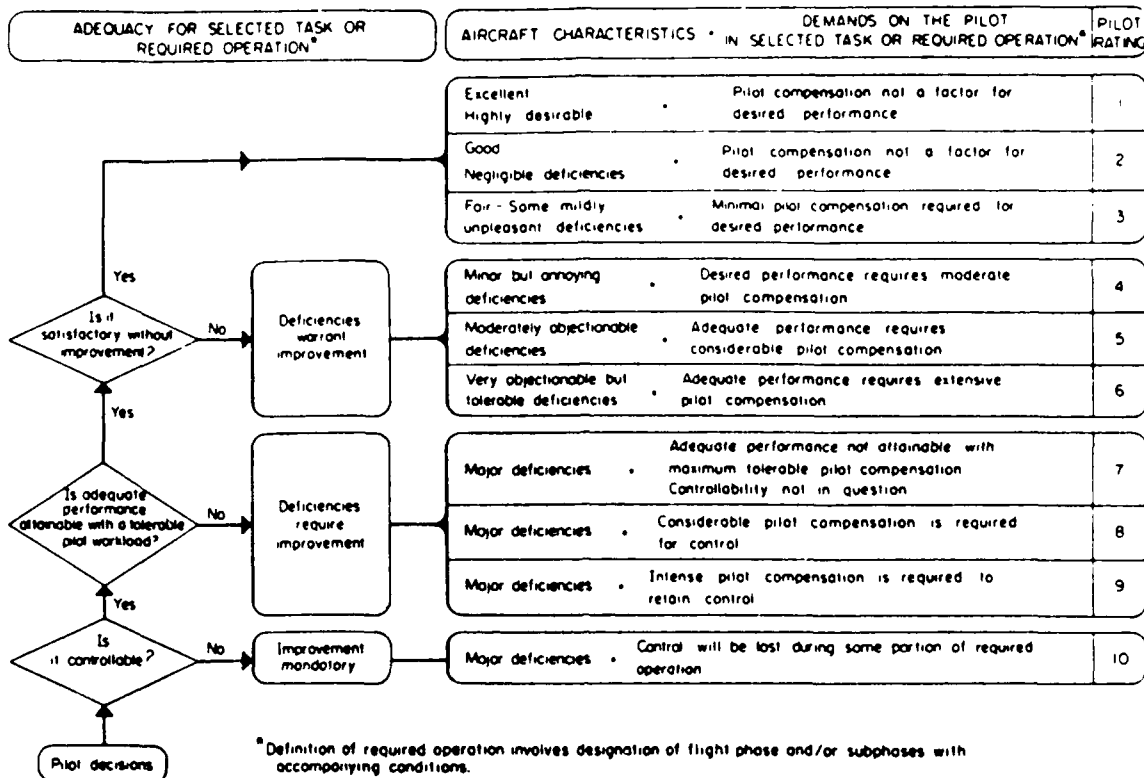 ADEQUACY FOR SELECTED TASK OR
REQUIRED OPERATION*
AIRCRAFT CHARACTERISTICS •
DEMANDS ON THE PILOT
IN SELECTED TASK OR REQUIRED OPERATION*
PILOT
RATING
Excellent
Highly desirable
•
Pilot compensation not a factor for
desired performance
1
Good
Negligible deficiencies
•
Pilot compensation not a factor for
desired performance
2
Fair - Some mildly
unpleasant deficiencies
•
Minimal pilot compensation required for
desired performance
3
Yes
Is it
satisfactory without
improvement?
No
Deficiencies
warrant
improvement
Minor but annoying
deficiencies
•
Desired performance requires moderate
pilot compensation
4
Moderately objectionable
deficiencies
•
Adequate performance requires
considerable pilot compensation
5
Very objectionable but
tolerable deficiencies
•
Adequate performance requires extensive
pilot compensation
6
Yes
Is adequate
performance
attainable with a tolerable
pilot workload?
No
Deficiencies
require
improvement
Major deficiencies
•
Adequate performance not attainable with
maximum tolerable pilot compensation
Controllability not in question
7
Major deficiencies
•
Considerable pilot compensation is required
for control
8
Major deficiencies
•
Intense pilot compensation is required to
retain control
9
Yes
Is
it controllable?
No
Improvement
mandatory
Major deficiencies
•
Control will be lost during some portion of required
operation
10
Pilot decisions
*Definition of required operation involves designation of flight phase and/or subphases with
accompanying conditions.